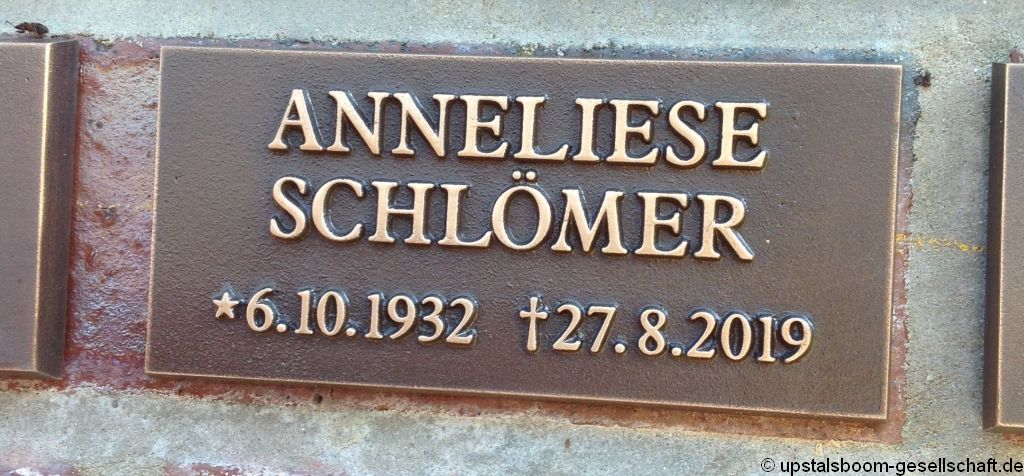 ANNELIESE
SCHLÖMER
*6.10.1932 †27.8.2019
© upstalsboom-gesellschaft.de